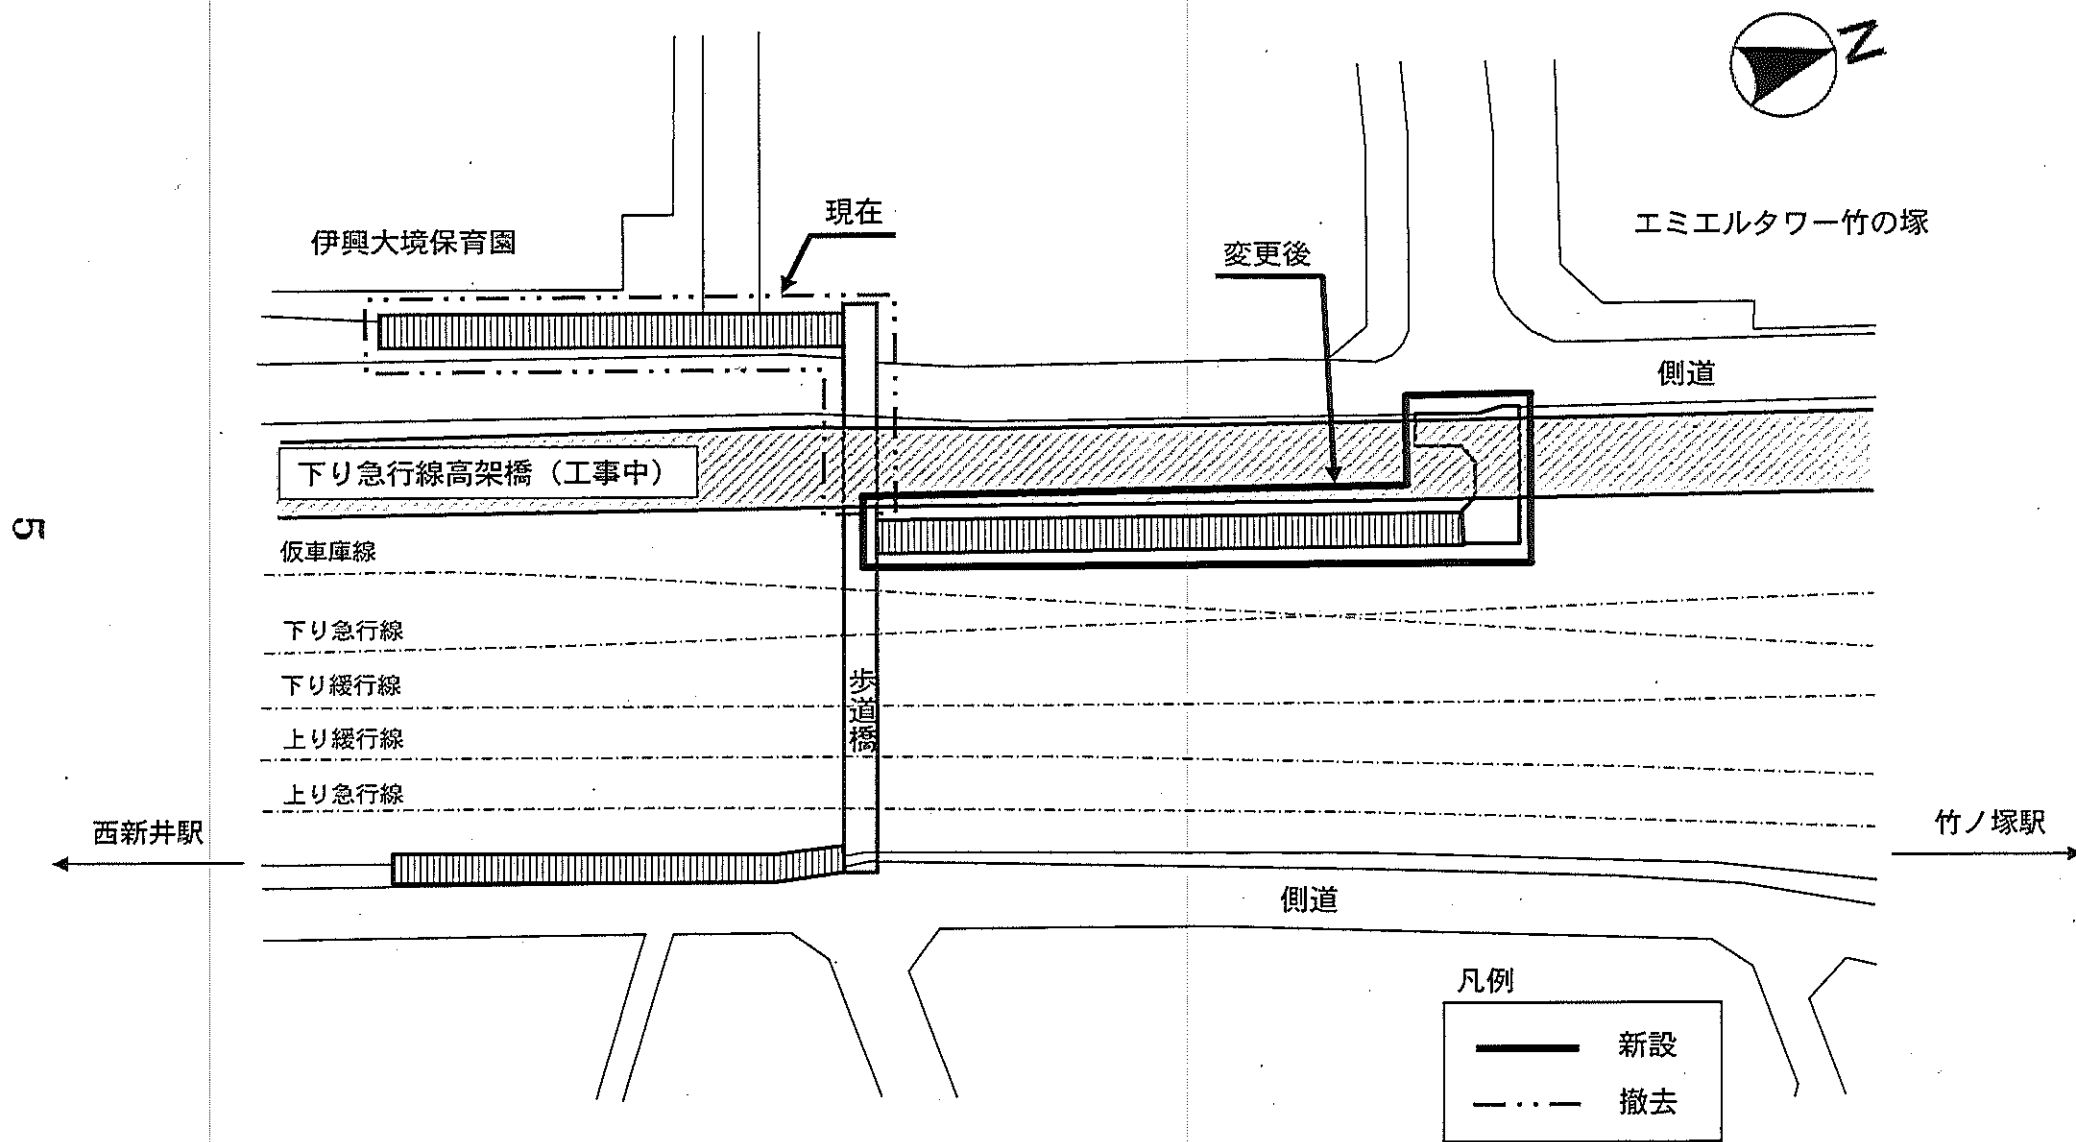 N
現在
伊興大境保育園
エミエルタワー竹の塚
変更後
側道
下り急行線高架橋（工事中）
5
仮車庫線
下り急行線
下り緩行線
歩道橋
上り緩行線
上り急行線
西新井駅
竹ノ塚駅
側道
凡例
新設
撤去